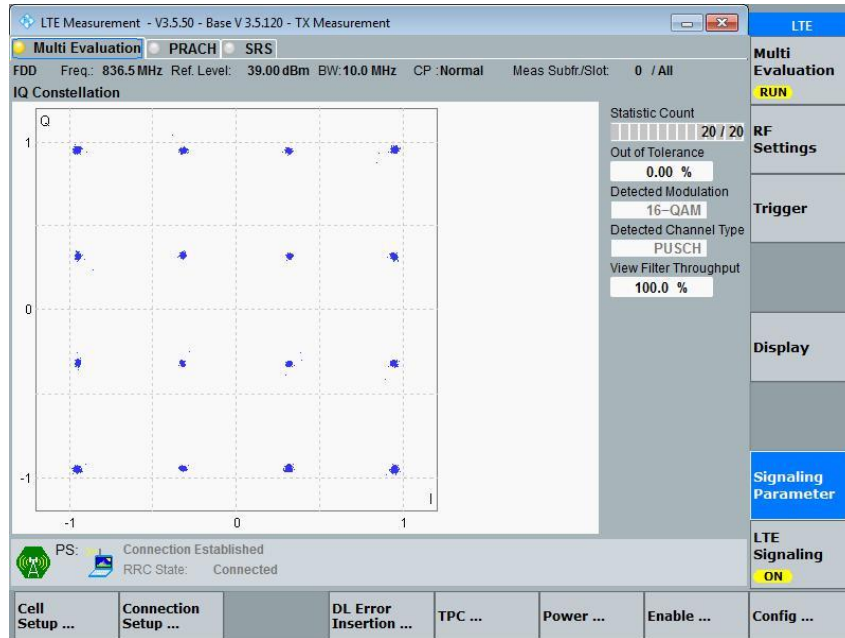 LTE Measurement - V3.5.50 - Base V 3.5.120 - TX Measurement
LTE
Multi Evaluation PRACH SRS
FDD Freq.: 836.5 MHz Ref. Level: 39.00 dBm BW: 10.0 MHz CP : Normal Meas Subfr./Slot: 0 / All
IQ Constellation
Q
1
0
-1
I
-1 0 1
Statistic Count
20 / 20
Out of Tolerance
0.00 %
Detected Modulation
16-QAM
Detected Channel Type
PUSCH
View Filter Throughput
100.0 %
Multi
Evaluation
RUN
RF
Settings
Trigger
Display
Signaling
Parameter
LTE
Signaling
ON
PS: Connection Established
RRC State: Connected
Cell
Setup ...
Connection
Setup ...
DL Error
Insertion ...
TPC ...
Power ...
Enable ...
Config ...